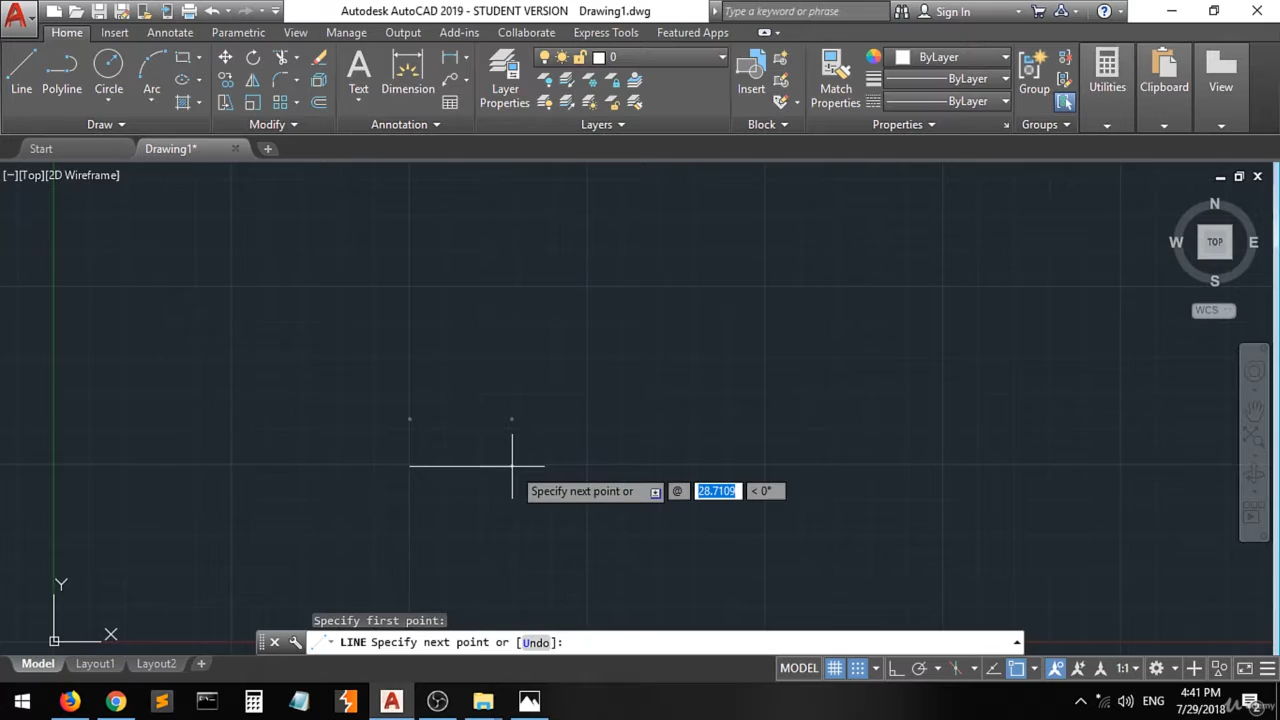 Autodesk AutoCAD 2019 - STUDENT VERSION Drawing1.dwg
Type a keyword or phrase
Sign In
Home Insert Annotate Parametric View Manage Output Add-ins Collaborate Express Tools Featured Apps
0
ByLayer
ByLayer
ByLayer
Line Polyline Circle Arc
Text Dimension
Layer Properties
Insert
Match Properties
Group Utilities Clipboard View
Draw Modify Annotation Layers Block Properties Groups
Start Drawing1*
[−][Top][2D Wireframe]
N
W TOP E
S
WCS
Specify next point or @ 28.7109 < 0°
Y
X
Specify first point:
LINE Specify next point or [Undo]:
Model Layout1 Layout2
MODEL 1:1
ENG
4:41 PM
7/29/2018
2